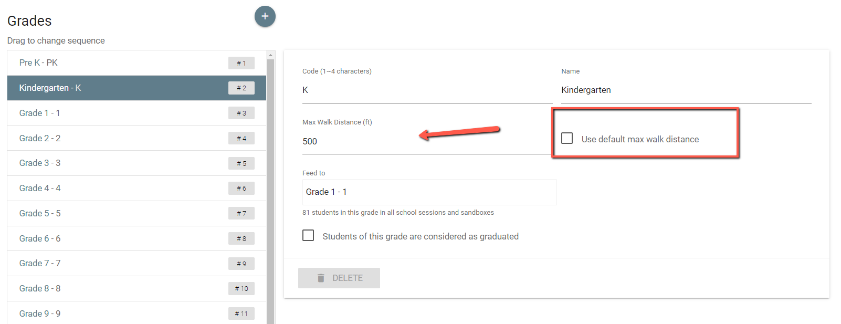 Grades
+
Drag to change sequence
Pre K - PK # 1
Kindergarten - K # 2
Grade 1 - 1 # 3
Grade 2 - 2 # 4
Grade 3 - 3 # 5
Grade 4 - 4 # 6
Grade 5 - 5 # 7
Grade 6 - 6 # 8
Grade 7 - 7 # 9
Grade 8 - 8 # 10
Grade 9 - 9 # 11
Code (1–4 characters) Name
K Kindergarten
Max Walk Distance (ft)
500 Use default max walk distance
Feed to
Grade 1 - 1
81 students in this grade in all school sessions and sandboxes
Students of this grade are considered as graduated
DELETE